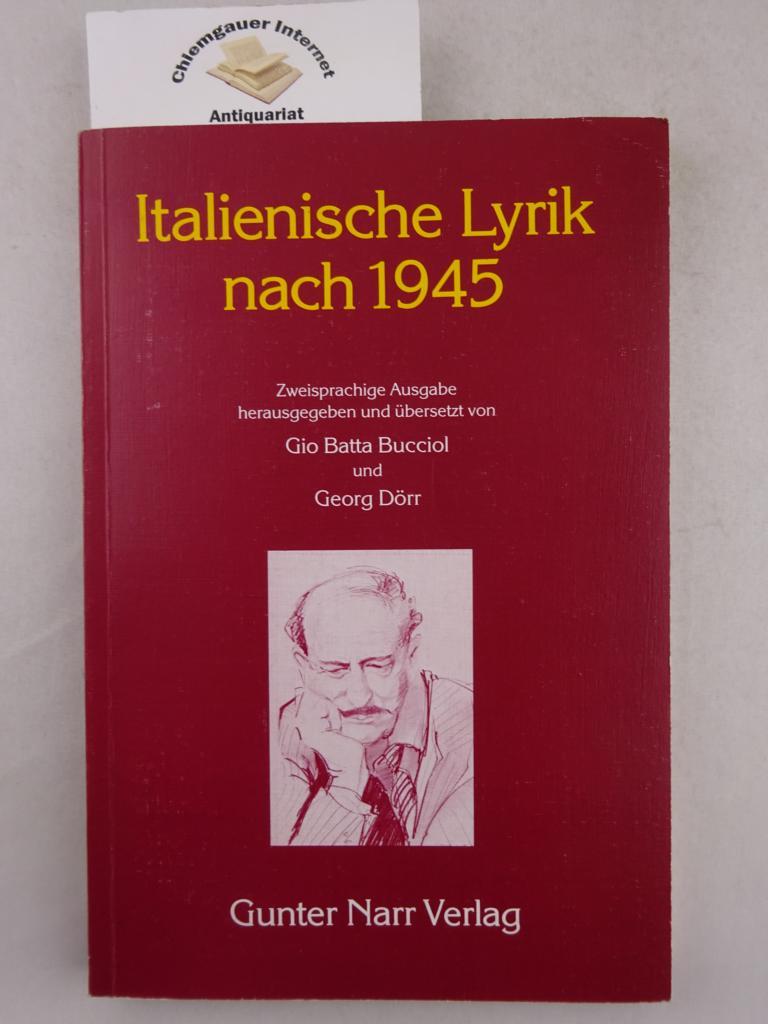 Chiemgauer Internet
Antiquariat
Italienische Lyrik
nach 1945
Zweisprachige Ausgabe
herausgegeben und übersetzt von
Gio Batta Bucciol
und
Georg Dörr
Gunter Narr Verlag